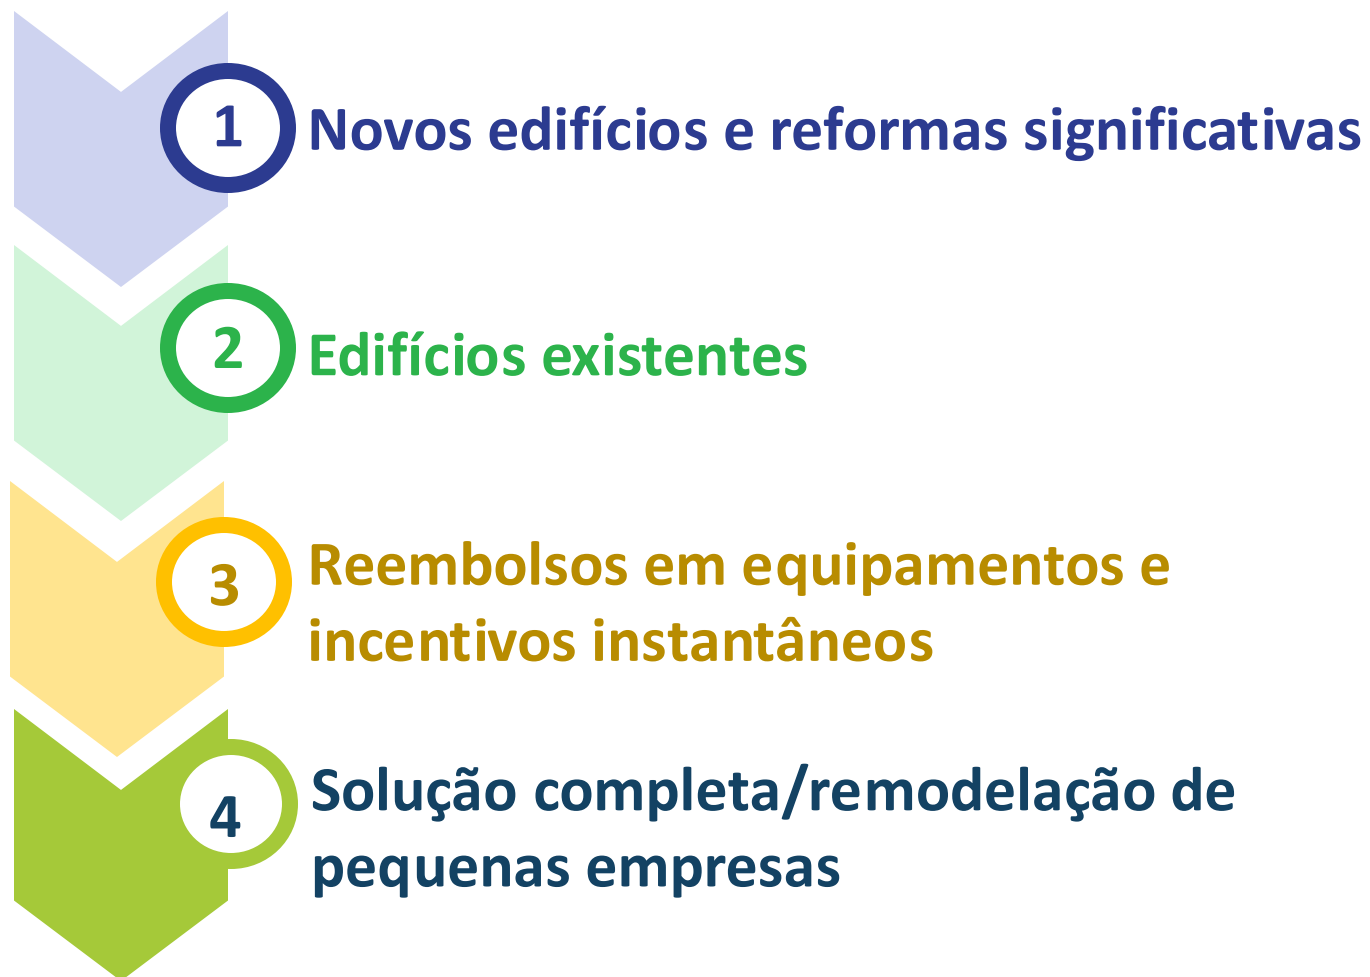 1
Novos edifícios e reformas significativas
2
Edifícios existentes
3
Reembolsos em equipamentos e
incentivos instantâneos
4
Solução completa/remodelação de
pequenas empresas